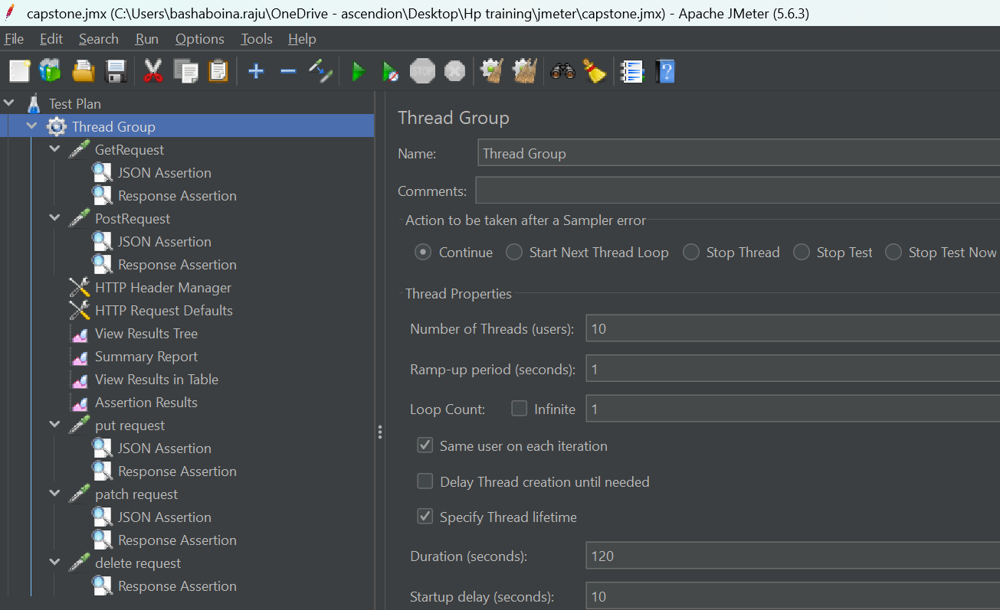 capstone.jmx (C:\Users\bashaboina.raju\OneDrive - ascendion\Desktop\Hp training\jmeter\capstone.jmx) - Apache JMeter (5.6.3)
File Edit Search Run Options Tools Help
STOP
Test Plan
Thread Group
GetRequest
JSON Assertion
Response Assertion
PostRequest
JSON Assertion
Response Assertion
HTTP Header Manager
HTTP Request Defaults
View Results Tree
Summary Report
View Results in Table
Assertion Results
put request
JSON Assertion
Response Assertion
patch request
JSON Assertion
Response Assertion
delete request
Response Assertion
Thread Group
Name: Thread Group
Comments:
Action to be taken after a Sampler error
Continue Start Next Thread Loop Stop Thread Stop Test Stop Test Now
Thread Properties
Number of Threads (users): 10
Ramp-up period (seconds): 1
Loop Count: Infinite 1
Same user on each iteration
Delay Thread creation until needed
Specify Thread lifetime
Duration (seconds): 120
Startup delay (seconds): 10